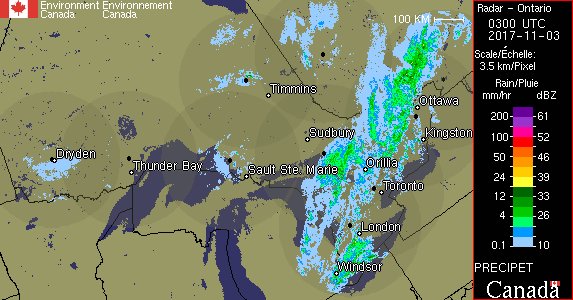 Environment Environnement
Canada Canada
100 KM
Timmins
Ottawa
Sudbury
Kingston
Dryden
Thunder Bay
Sault Ste. Marie
Orillia
Toronto
London
Windsor
Radar - Ontario
0300 UTC
2017-11-03
Scale/Échelle:
3.5 km/Pixel
Rain/Pluie
mm/hr dBZ
200 61
100 52
50 46
24 39
12 33
4 26
0.1 10
PRECIPET
Canada